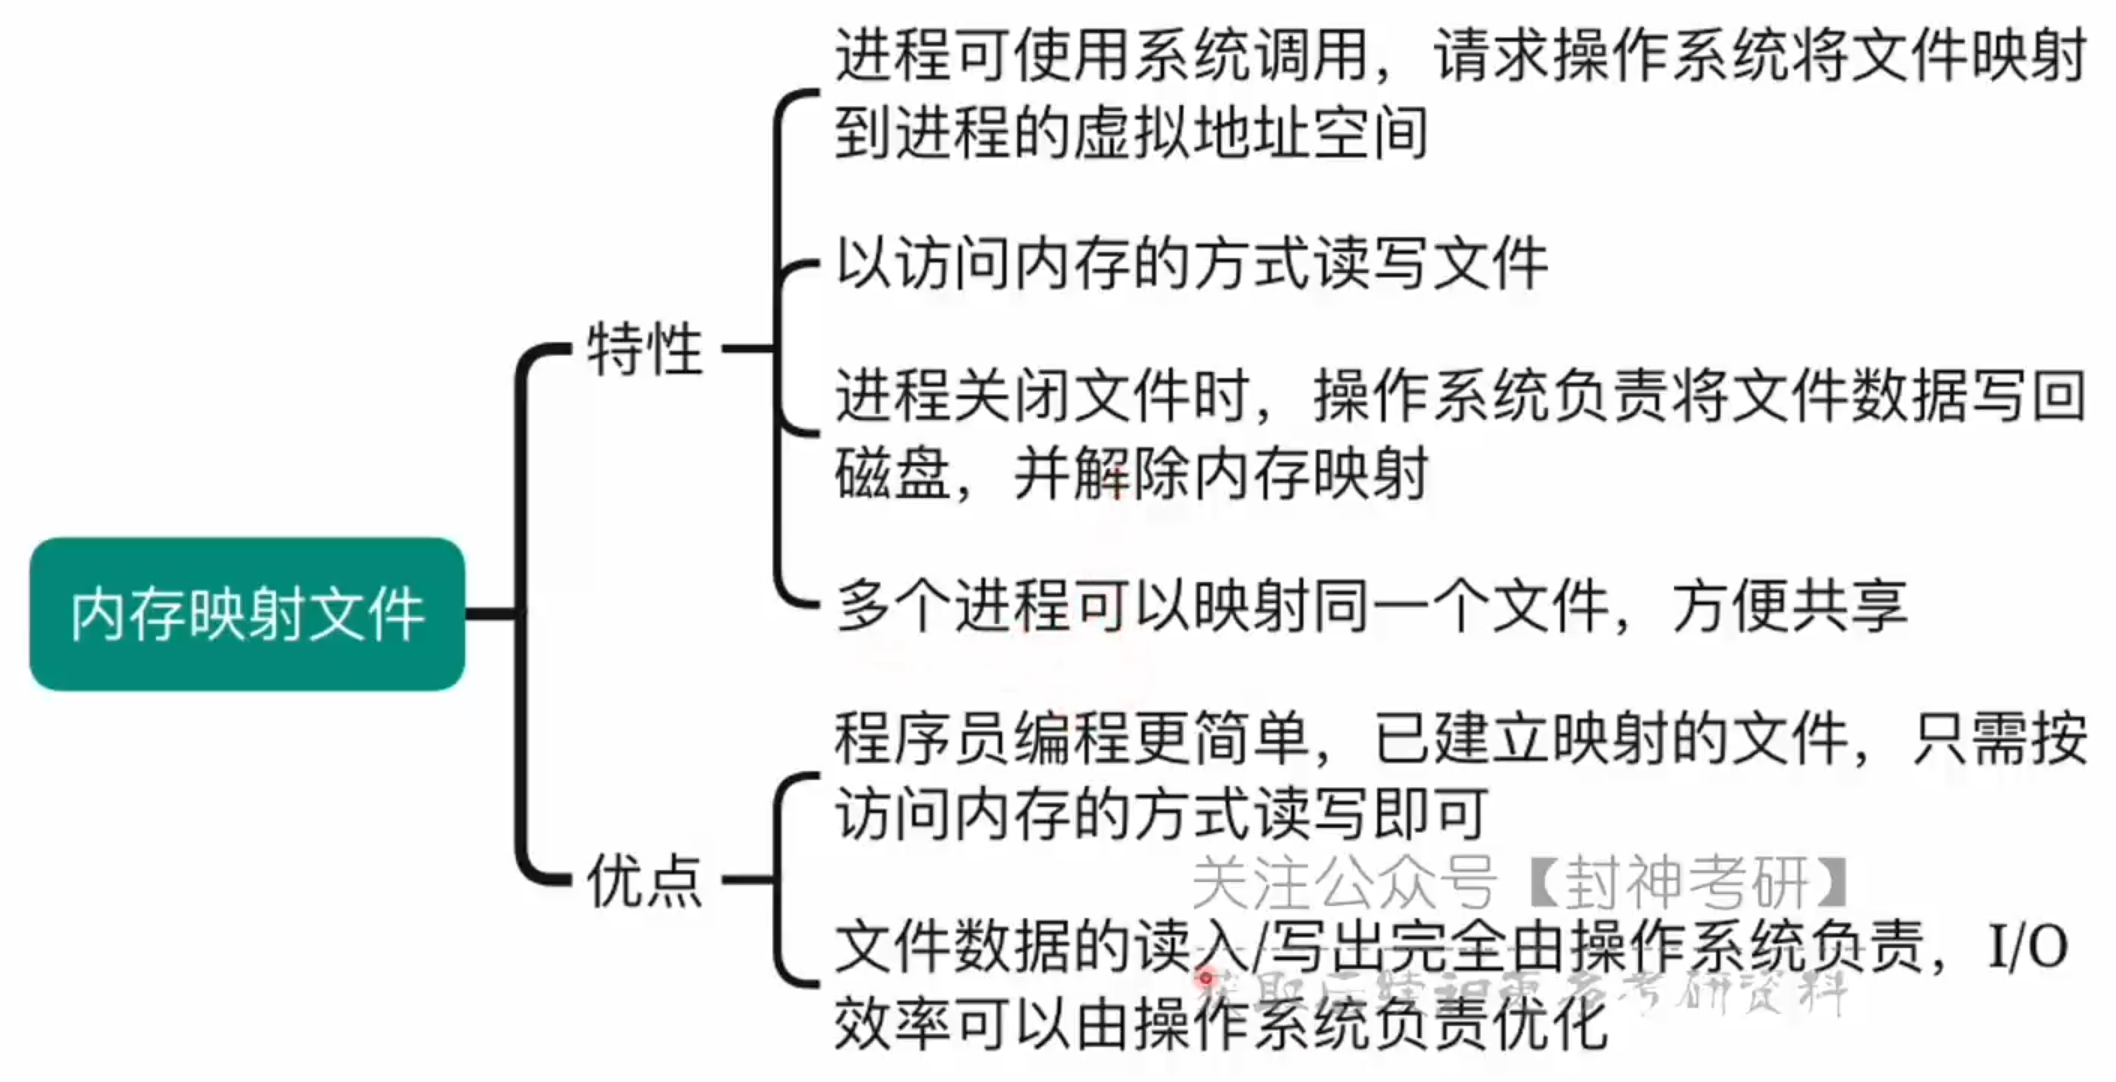 进程可使用系统调用，请求操作系统将文件映射
到进程的虚拟地址空间
以访问内存的方式读写文件
特性
进程关闭文件时，操作系统负责将文件数据写回
磁盘，并解除内存映射
内存映射文件
多个进程可以映射同一个文件，方便共享
程序员编程更简单，已建立映射的文件，只需按
访问内存的方式读写即可
优点
关注公众号【封神考研】
文件数据的读入/写出完全由操作系统负责，I/O
获取后续和更多考研资料
效率可以由操作系统负责优化